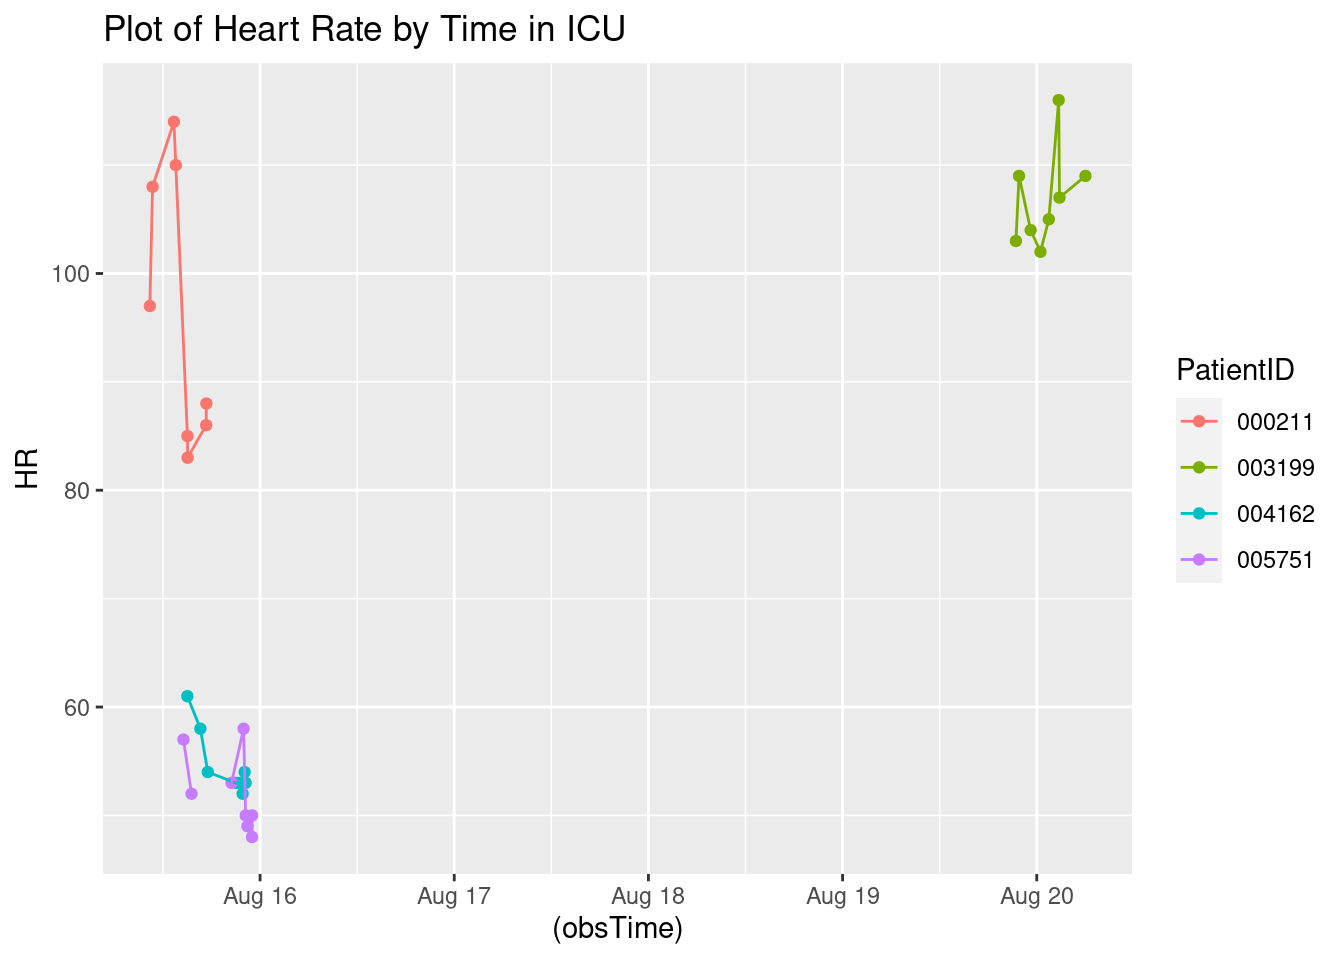 Plot of Heart Rate by Time in ICU
HR
100
80
60
Aug 16
Aug 17
Aug 18
Aug 19
Aug 20
(obsTime)
PatientID
000211
003199
004162
005751